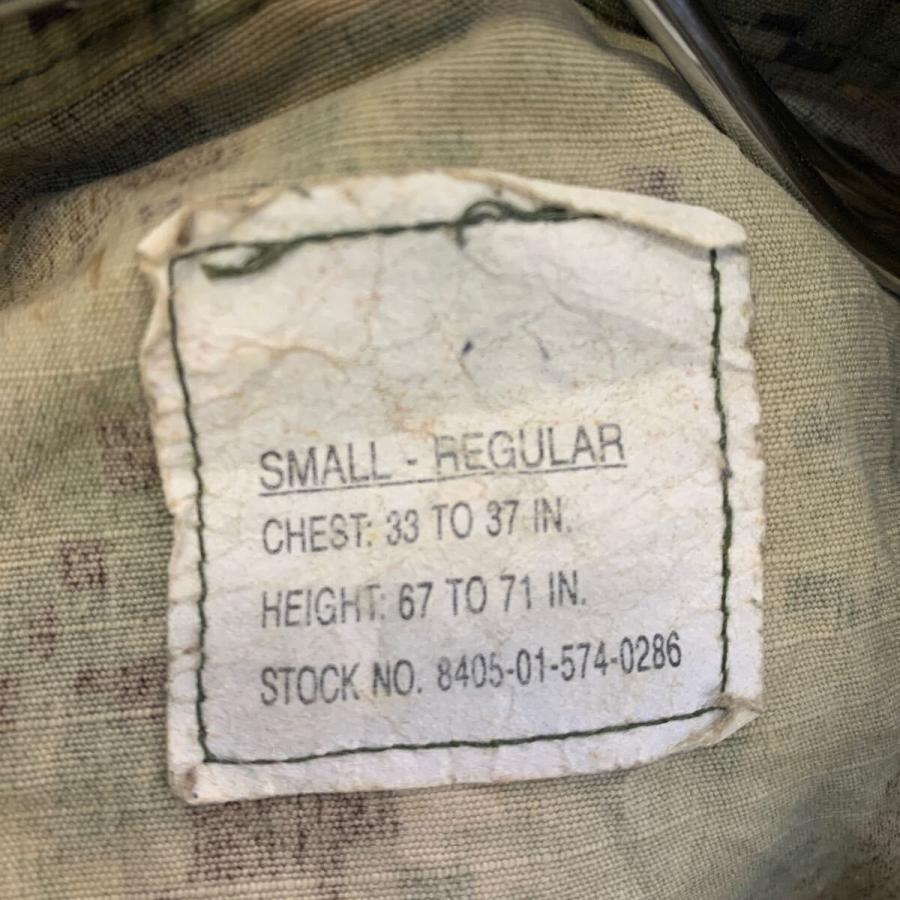 SMALL - REGULAR
CHEST: 33 TO 37 IN.
HEIGHT: 67 TO 71 IN.
STOCK NO. 8405-01-574-0286